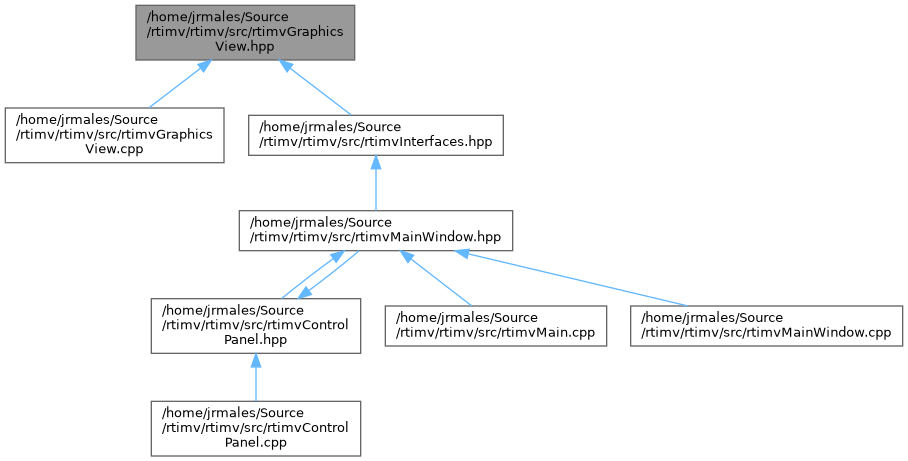 /home/jrmales/Source
/rtimv/rtimv/src/rtimvGraphics
View.hpp
/home/jrmales/Source
/rtimv/rtimv/src/rtimvGraphics
View.cpp
/home/jrmales/Source
/rtimv/rtimv/src/rtimvInterfaces.hpp
/home/jrmales/Source
/rtimv/rtimv/src/rtimvMainWindow.hpp
/home/jrmales/Source
/rtimv/rtimv/src/rtimvControl
Panel.hpp
/home/jrmales/Source
/rtimv/rtimv/src/rtimvMain.cpp
/home/jrmales/Source
/rtimv/rtimv/src/rtimvMainWindow.cpp
/home/jrmales/Source
/rtimv/rtimv/src/rtimvControl
Panel.cpp